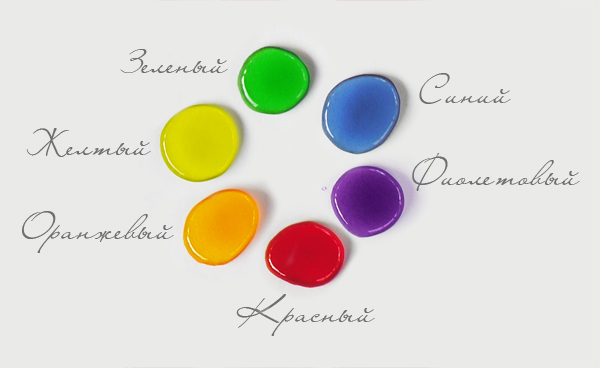 Зеленый
Синий
Желтый
Фиолетовый
Оранжевый
Красный